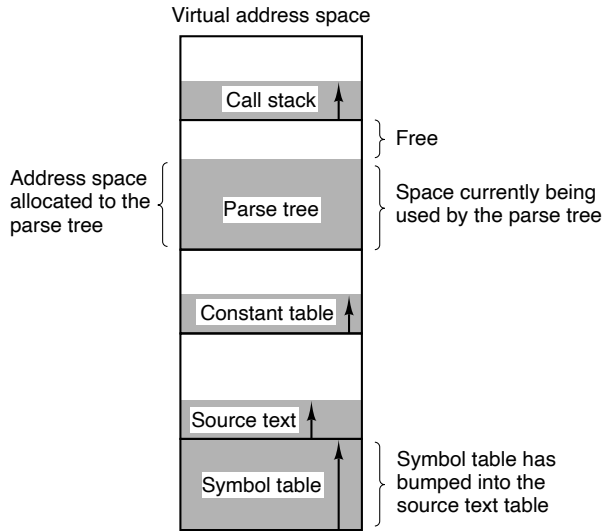 Virtual address space
Call stack
Free
Address space
allocated to the
parse tree
Parse tree
Space currently being
used by the parse tree
Constant table
Source text
Symbol table
Symbol table has
bumped into the
source text table